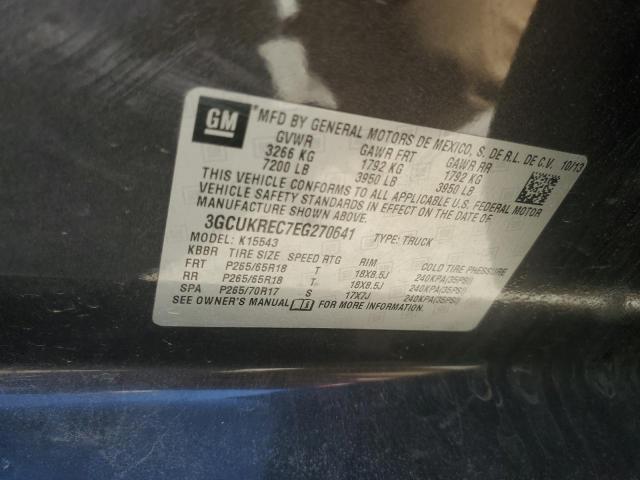 GM
MFD BY GENERAL MOTORS DE MEXICO, S. DE R.L. DE C.V. 10/13
GVWR GAWR FRT GAWR RR
3266 KG 1792 KG 1792 KG
7200 LB 3950 LB 3950 LB
THIS VEHICLE CONFORMS TO ALL APPLICABLE U.S. FEDERAL MOTOR
VEHICLE SAFETY STANDARDS IN EFFECT ON THE DATE OF
MANUFACTURE SHOWN ABOVE.
3GCUKREC7EG270641 TYPE: TRUCK
MODEL: K15543
KBBR TIRE SIZE SPEED RTG RIM COLD TIRE PRESSURE
FRT P265/65R18 T 18X8.5J 240KPA(35PSI)
RR P265/65R18 T 18X8.5J 240KPA(35PSI)
SPA P265/70R17 S 17X7J 240KPA(35PSI)
SEE OWNER'S MANUAL FOR MORE INFORMATION.